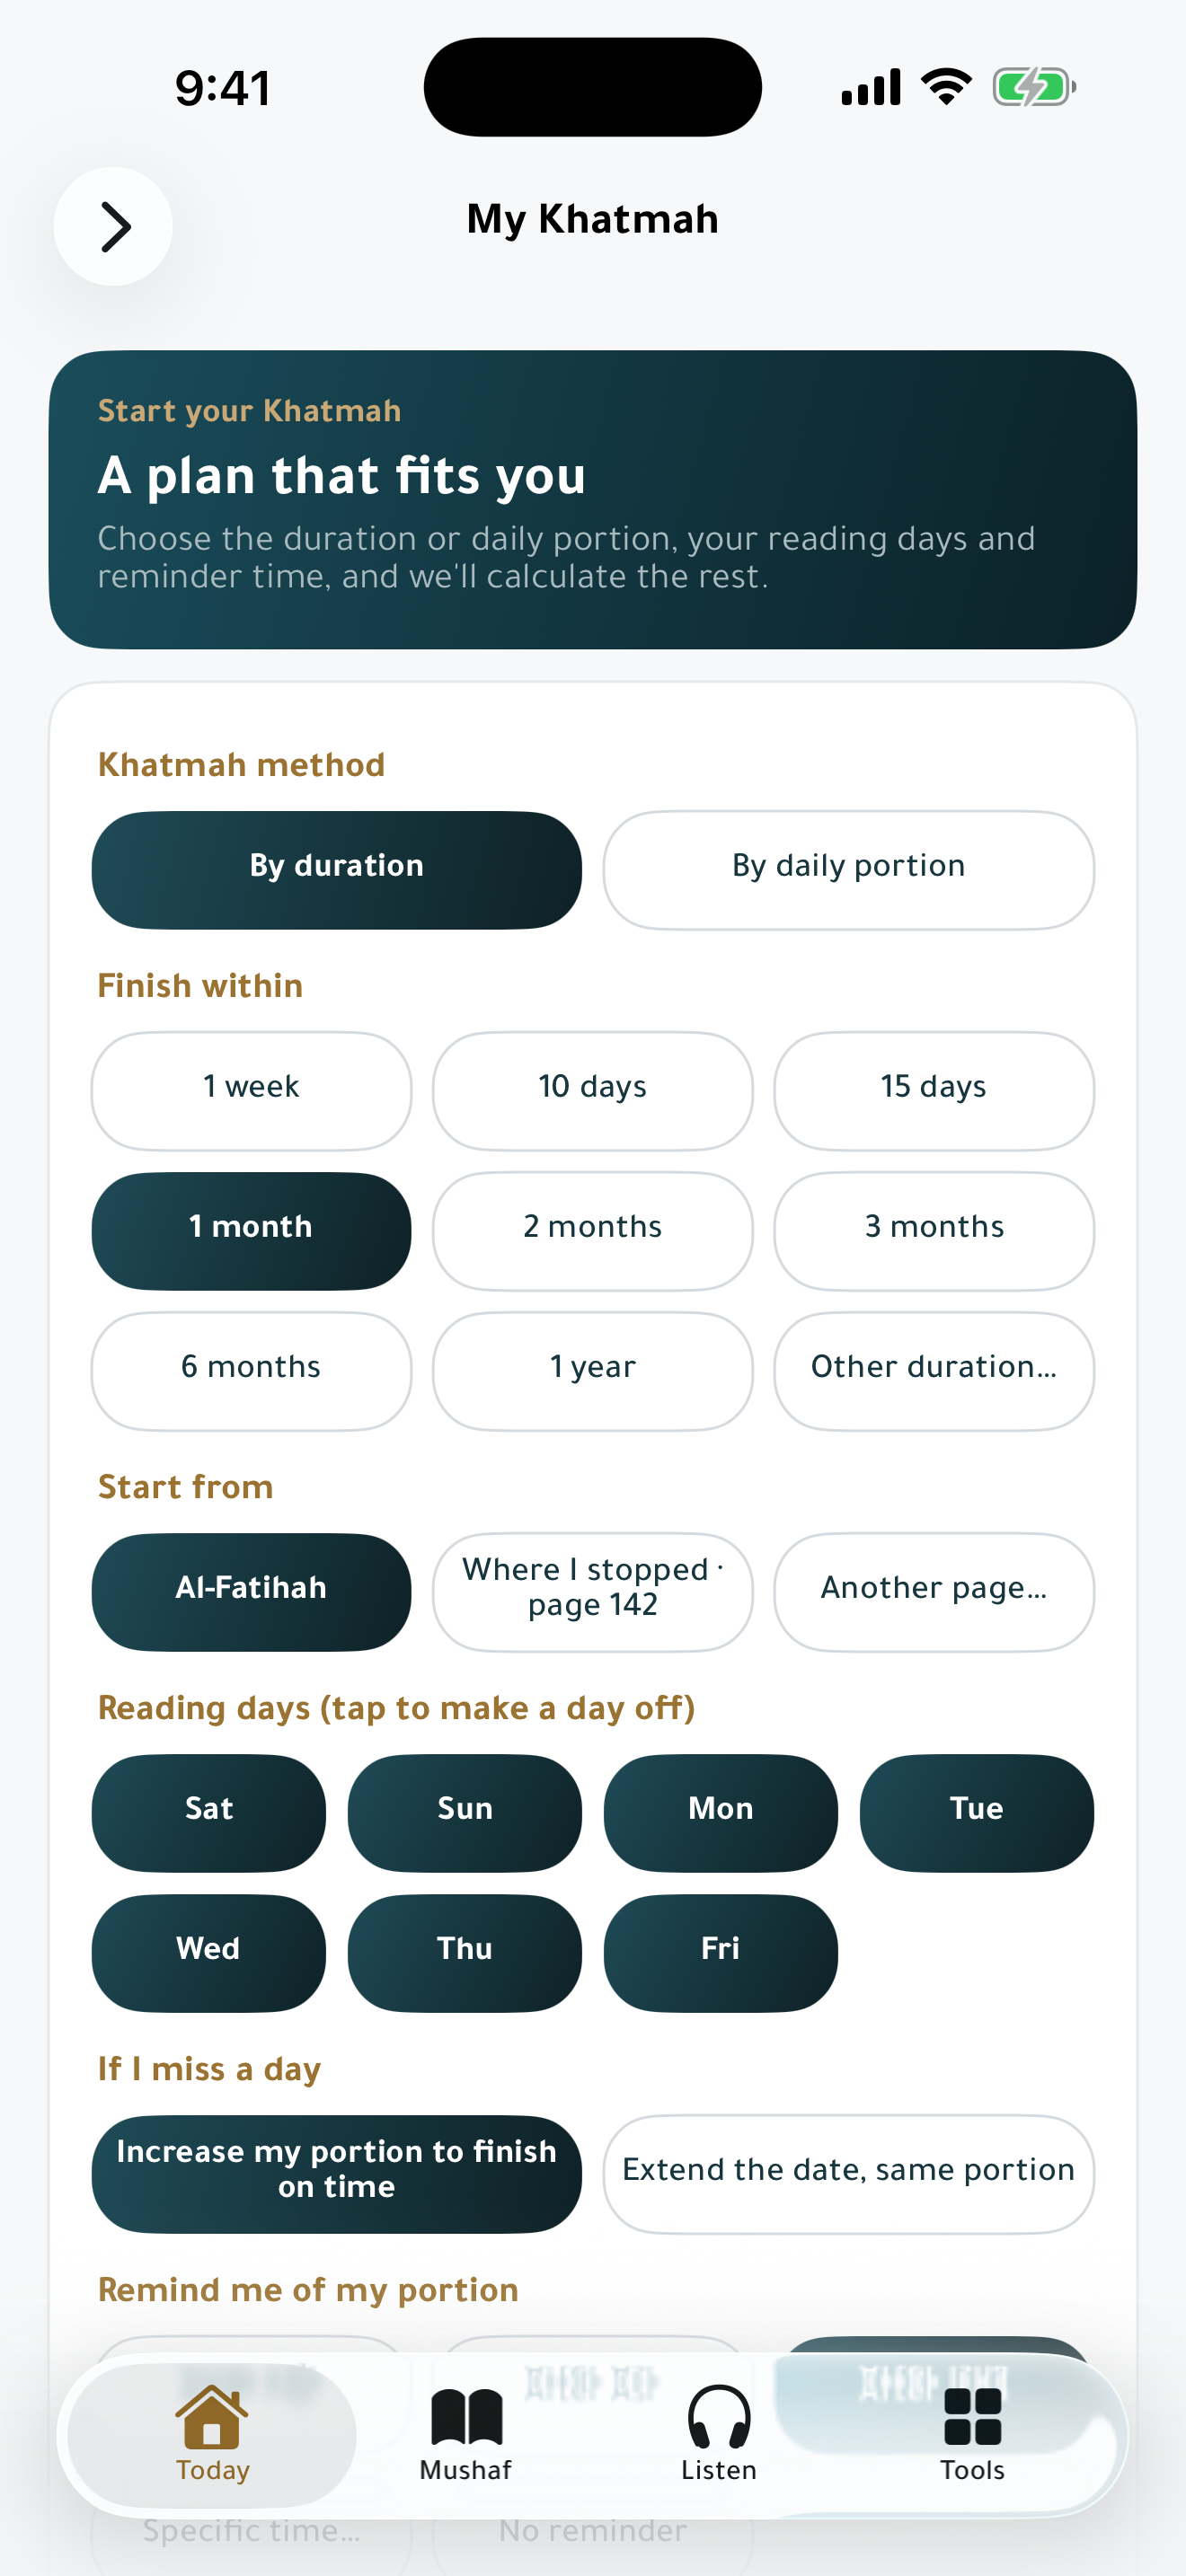 9:41
My Khatmah
Start your Khatmah
A plan that fits you
Choose the duration or daily portion, your reading days and
reminder time, and we'll calculate the rest.
Khatmah method
By duration
By daily portion
Finish within
1 week
10 days
15 days
1 month
2 months
3 months
6 months
1 year
Other duration...
Start from
Al-Fatihah
Where I stopped ·
page 142
Another page...
Reading days (tap to make a day off)
Sat
Sun
Mon
Tue
Wed
Thu
Fri
If I miss a day
Increase my portion to finish
on time
Extend the date, same portion
Remind me of my portion
Today
Mushaf
Listen
Tools
Specific time...
No reminder